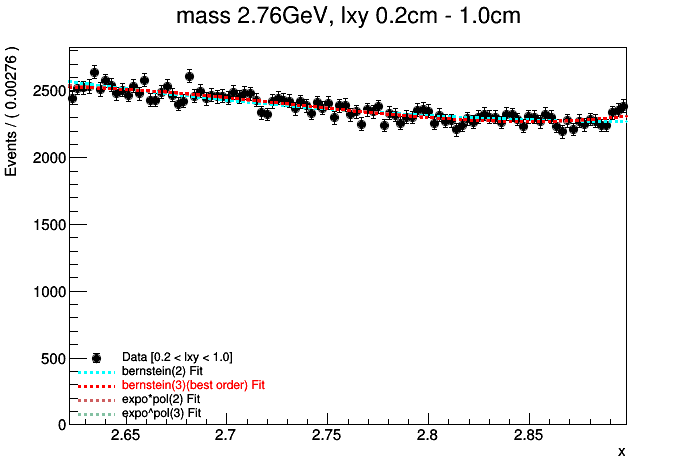 mass 2.76GeV, lxy 0.2cm - 1.0cm
Events / ( 0.00276 )
2500
2000
1500
1000
500
0
Data [0.2 < lxy < 1.0]
bernstein(2) Fit
bernstein(3)(best order) Fit
expo*pol(2) Fit
expo^pol(3) Fit
2.65 2.7 2.75 2.8 2.85
x